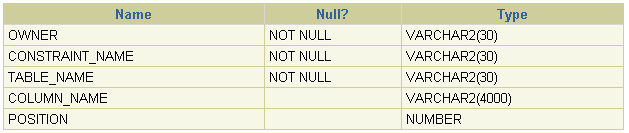 Name Null? Type
OWNER NOT NULL VARCHAR2(30)
CONSTRAINT_NAME NOT NULL VARCHAR2(30)
TABLE_NAME NOT NULL VARCHAR2(30)
COLUMN_NAME VARCHAR2(4000)
POSITION NUMBER